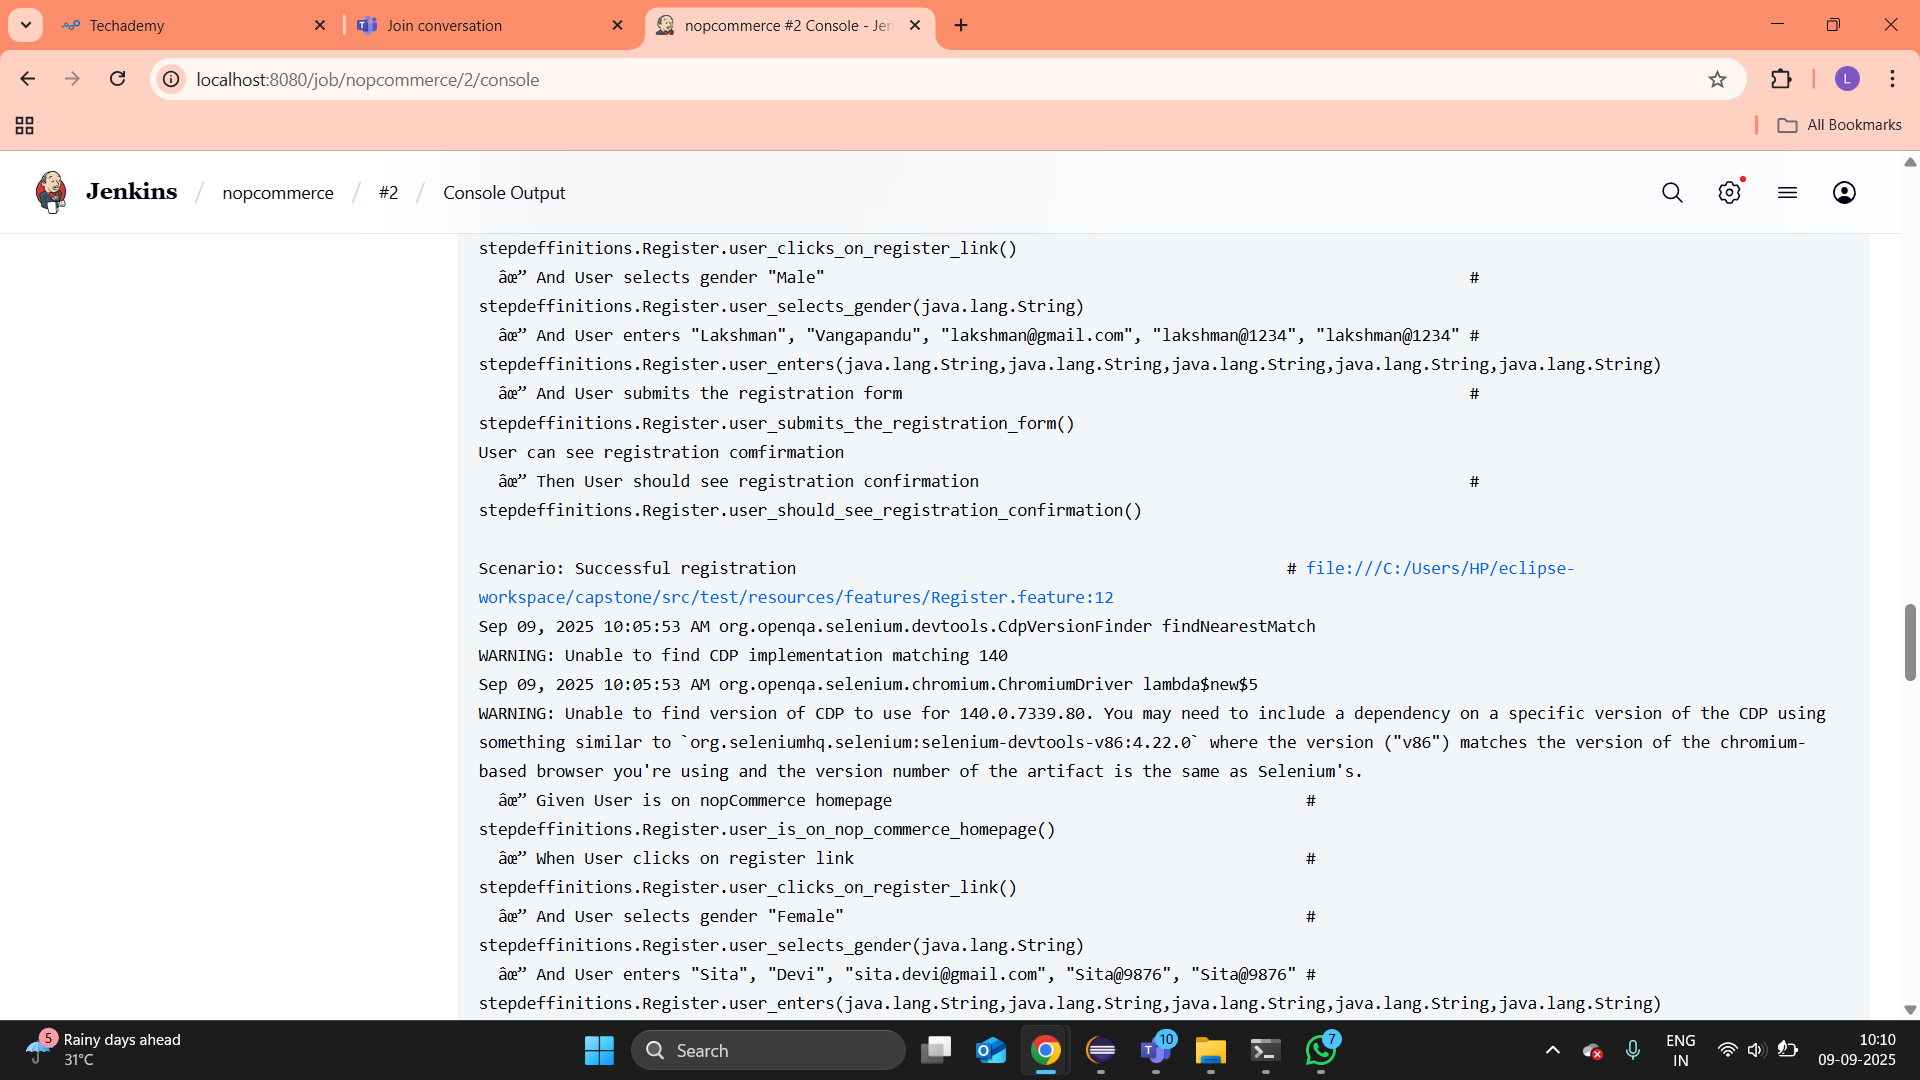 Techademy
Join conversation
nopcommerce #2 Console - Jen
localhost:8080/job/nopcommerce/2/console
L
All Bookmarks
Jenkins / nopcommerce / #2 / Console Output
stepdeffinitions.Register.user_clicks_on_register_link()
âœ” And User selects gender "Male" #
stepdeffinitions.Register.user_selects_gender(java.lang.String)
âœ” And User enters "Lakshman", "Vangapandu", "lakshman@gmail.com", "lakshman@1234", "lakshman@1234" #
stepdeffinitions.Register.user_enters(java.lang.String,java.lang.String,java.lang.String,java.lang.String,java.lang.String)
âœ” And User submits the registration form #
stepdeffinitions.Register.user_submits_the_registration_form()
User can see registration comfirmation
âœ” Then User should see registration confirmation #
stepdeffinitions.Register.user_should_see_registration_confirmation()
Scenario: Successful registration # file:///C:/Users/HP/eclipse-
workspace/capstone/src/test/resources/features/Register.feature:12
Sep 09, 2025 10:05:53 AM org.openqa.selenium.devtools.CdpVersionFinder findNearestMatch
WARNING: Unable to find CDP implementation matching 140
Sep 09, 2025 10:05:53 AM org.openqa.selenium.chromium.ChromiumDriver lambda$new$5
WARNING: Unable to find version of CDP to use for 140.0.7339.80. You may need to include a dependency on a specific version of the CDP using
something similar to `org.seleniumhq.selenium:selenium-devtools-v86:4.22.0` where the version ("v86") matches the version of the chromium-
based browser you're using and the version number of the artifact is the same as Selenium's.
âœ” Given User is on nopCommerce homepage #
stepdeffinitions.Register.user_is_on_nop_commerce_homepage()
âœ” When User clicks on register link #
stepdeffinitions.Register.user_clicks_on_register_link()
âœ” And User selects gender "Female" #
stepdeffinitions.Register.user_selects_gender(java.lang.String)
âœ” And User enters "Sita", "Devi", "sita.devi@gmail.com", "Sita@9876", "Sita@9876" #
stepdeffinitions.Register.user_enters(java.lang.String,java.lang.String,java.lang.String,java.lang.String,java.lang.String)
5
Rainy days ahead
31°C
Search
10
7
ENG
IN
10:10
09-09-2025